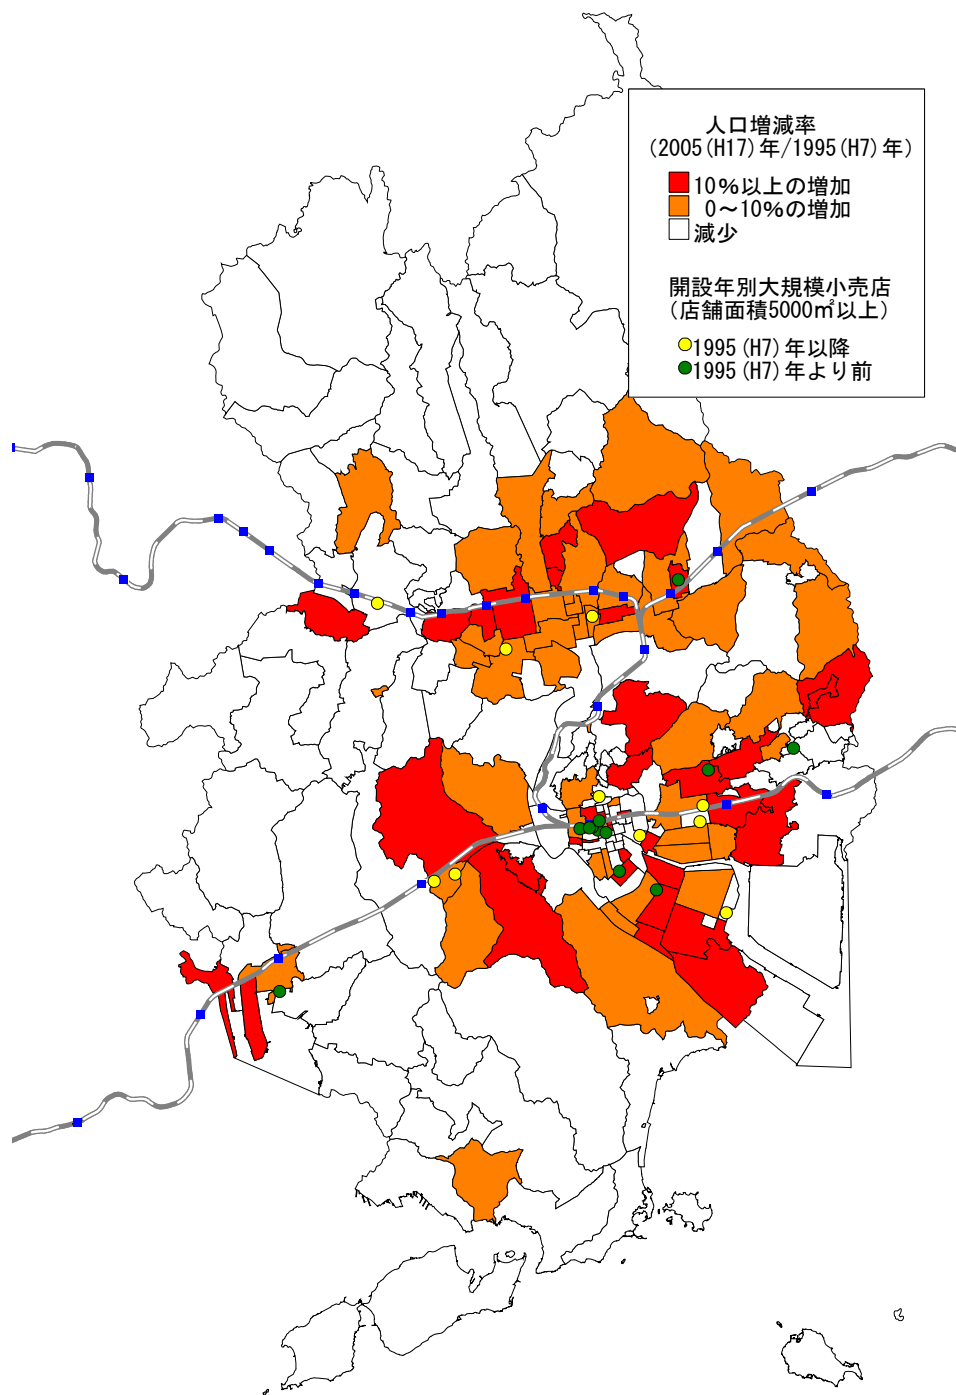 人口増減率
(2005(H17)年/1995(H7)年)
10%以上の増加
0～10%の増加
減少
開設年別大規模小売店
(店舗面積5000㎡以上)
1995(H7)年以降
1995(H7)年より前